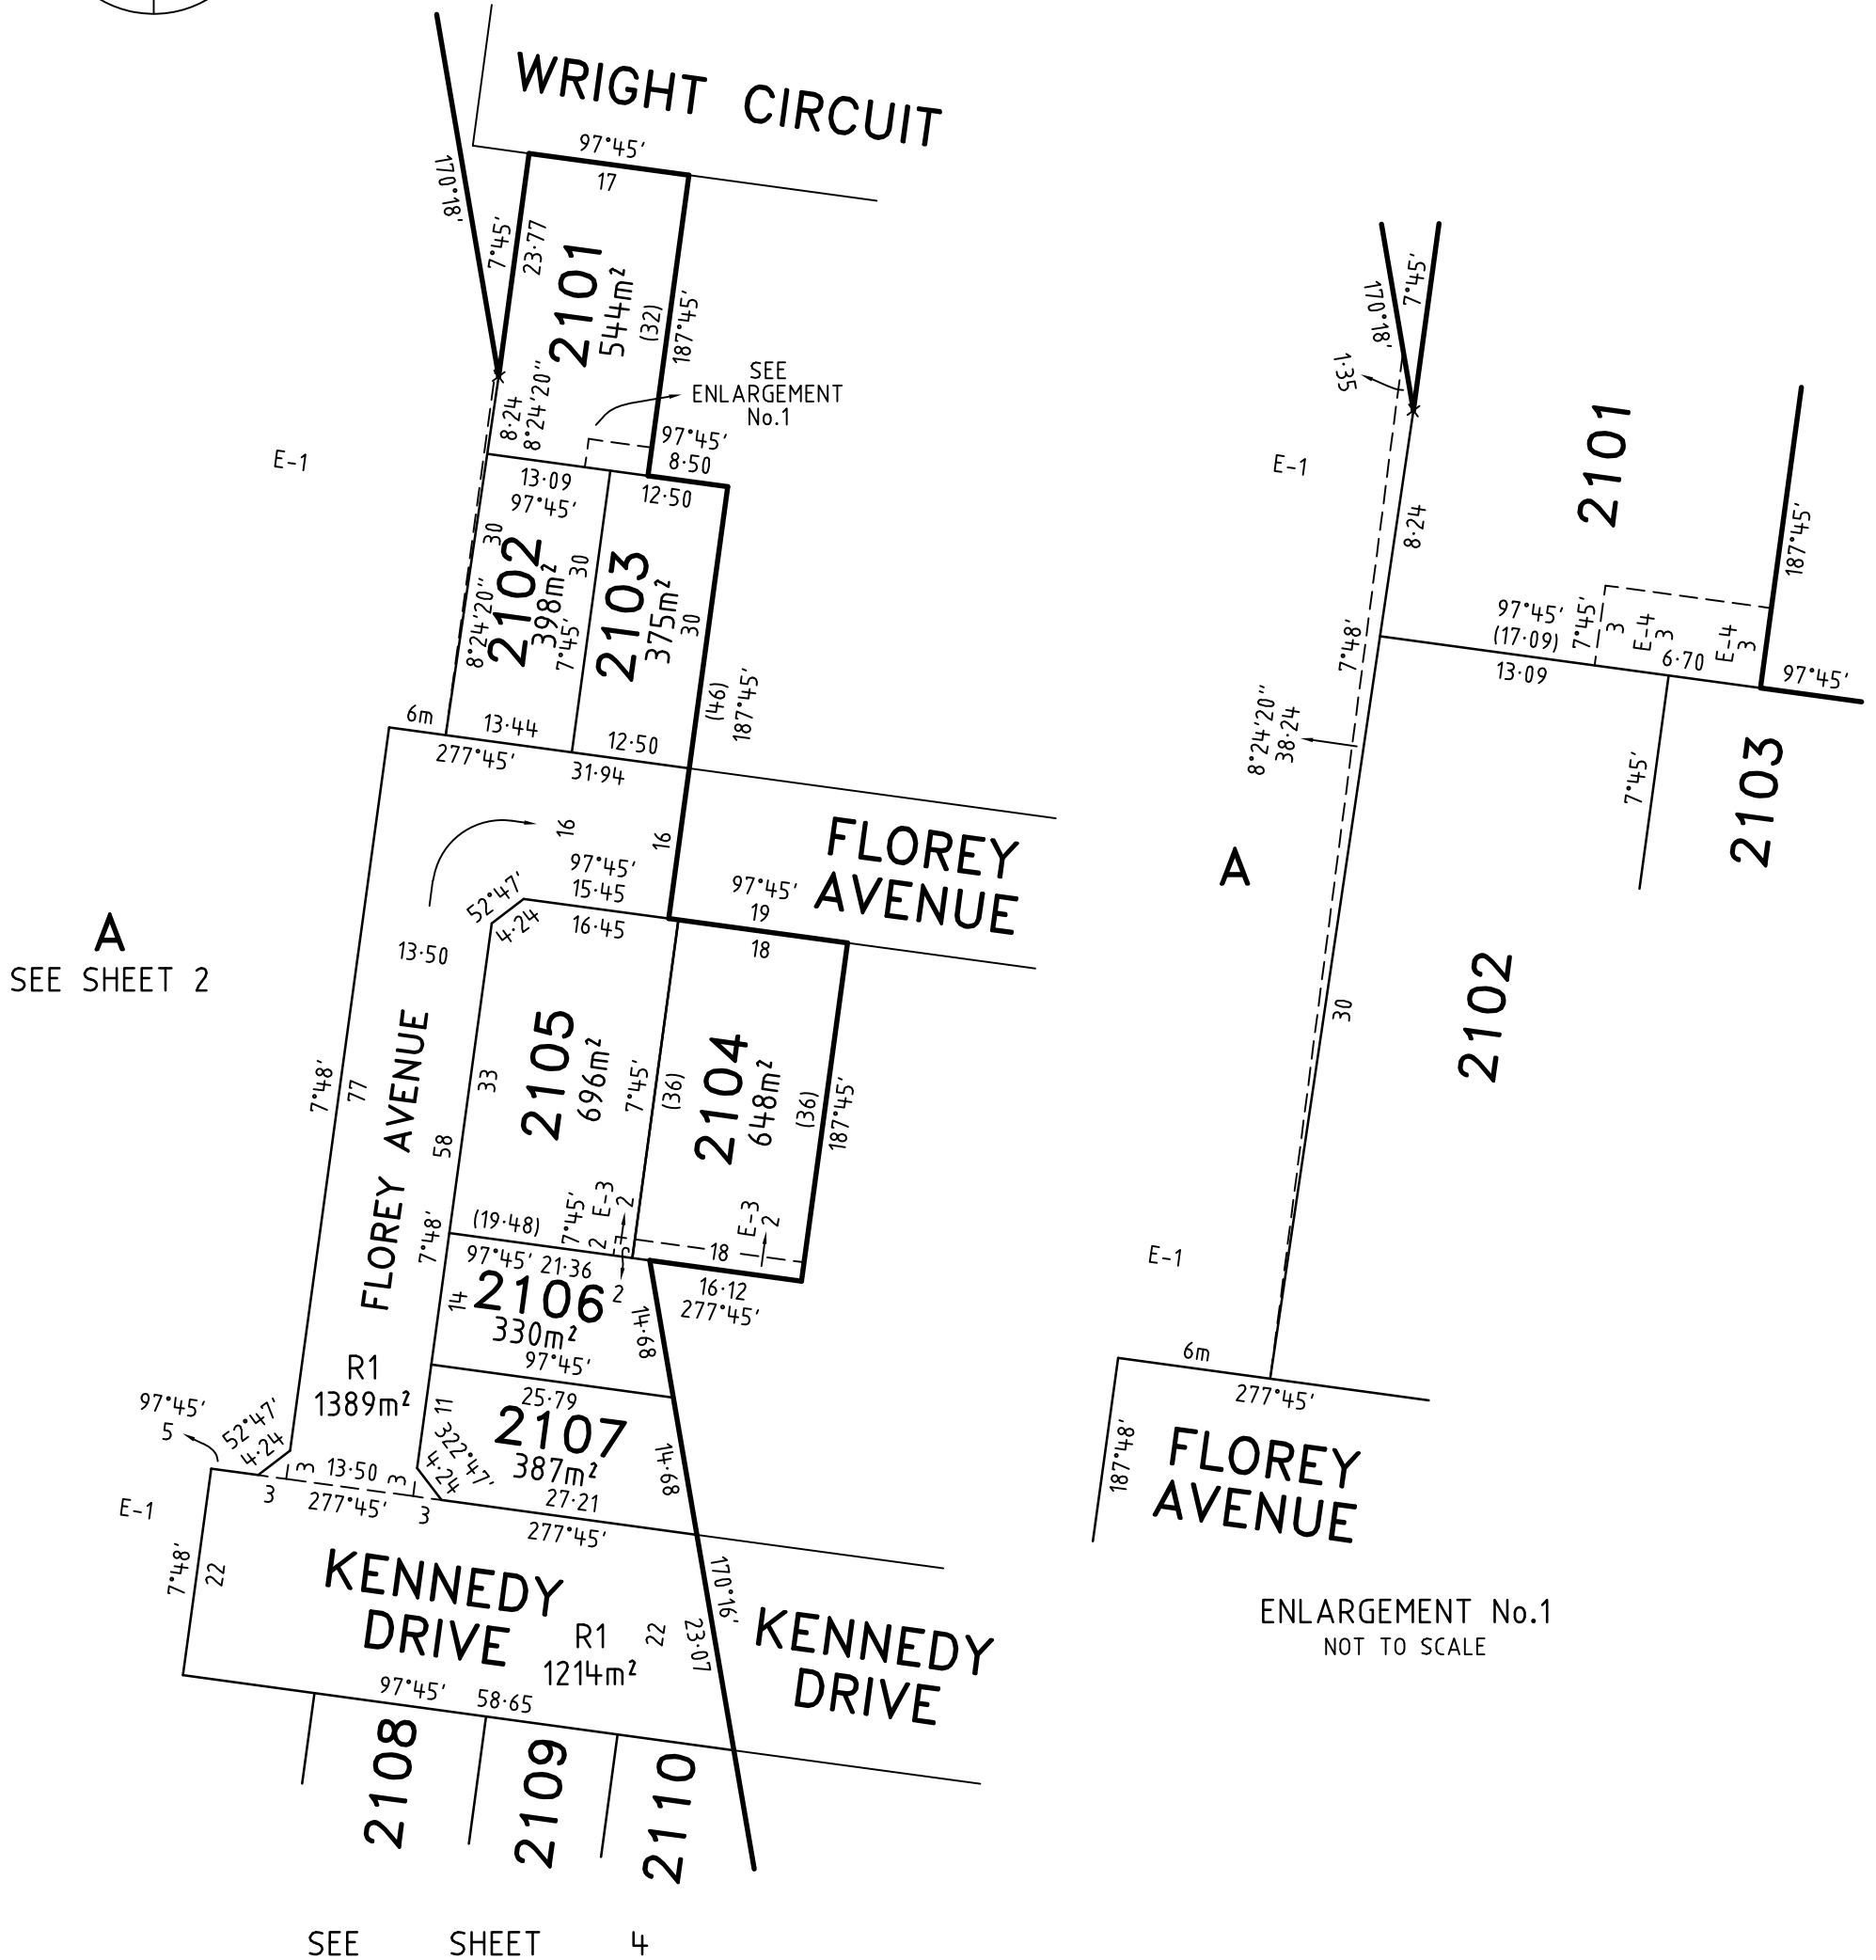 WRIGHT CIRCUIT
97°45′
17
170°18′
7°45′
23·77
2101
544m²
(32)
187°45′
8·24
8°24′20″
SEE
ENLARGEMENT
No.1
97°45′
8·50
E-1
13·09
97°45′
12·50
30
2102
398m²
8°24′20″
30
7°45′
2103
375m²
30
(46)
187°45′
6m
13·44
12·50
277°45′
31·94
16
16
97°45′
15·45
52°47′
4·24
16·45
97°45′
19
18
FLOREY
AVENUE
13·50
A
SEE SHEET 2
7°48′
77
FLOREY AVENUE
33
58
7°48′
2105
696m²
7°45′
(36)
2104
648m²
(36)
187°45′
(19·48)
7°45′
E-3
2
2
E-3
2
18
97°45′
21·36
16·12
277°45′
2106
330m²
14
2
14·68
97°45′
R1
1389m²
25·79
2107
387m²
11
322°47′
4·24
14·68
97°45′
5
52°47′
4·24
3
13·50
3
3
277°45′
3
27·21
277°45′
E-1
7°48′
22
KENNEDY
DRIVE
R1
1214m²
22
170°16′
23·07
KENNEDY
DRIVE
97°45′
58·65
2108
2109
2110
SEE SHEET 4
170°18′
7°45′
1·35
E-1
2101
8·24
187°45′
97°45′
(17·09)
7°45′
3
E-4
3
E-4
3
6·70
97°45′
7°48′
13·09
8°24′20″
38·24
7°45′
2103
A
2102
30
E-1
6m
277°45′
187°48′
FLOREY
AVENUE
ENLARGEMENT No.1
NOT TO SCALE